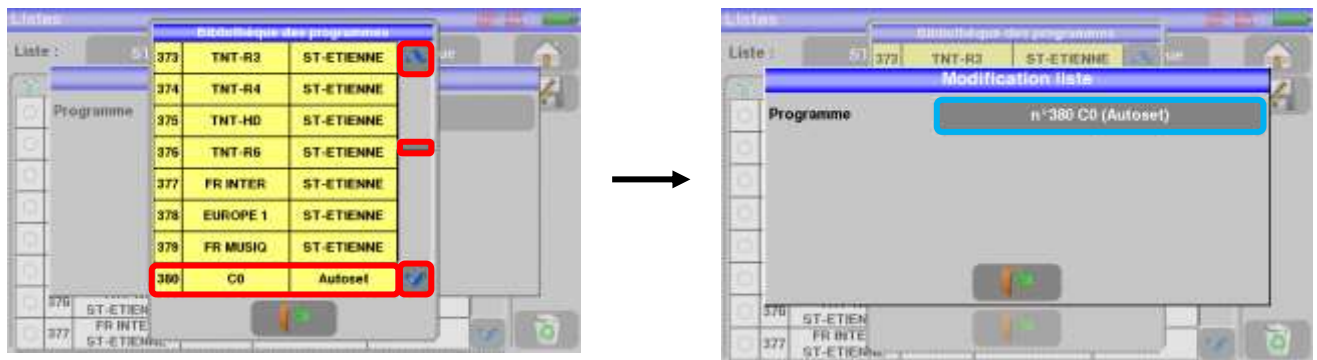 Listes
Bibliothèque des programmes
Liste :
373 TNT-R3 ST-ETIENNE
374 TNT-R4 ST-ETIENNE
Programme
375 TNT-HD ST-ETIENNE
376 TNT-R6 ST-ETIENNE
377 FR INTER ST-ETIENNE
378 EUROPE 1 ST-ETIENNE
379 FR MUSIQ ST-ETIENNE
380 C0 Autoset
376
ST-ETIEN
377 FR INTE
ST-ETIENN
Listes
Bibliothèque des programmes
Liste :
373 TNT-R3 ST-ETIENNE
Modification liste
Programme n°380 C0 (Autoset)
376
ST-ETIEN
377 FR INTE
ST-ETIENN